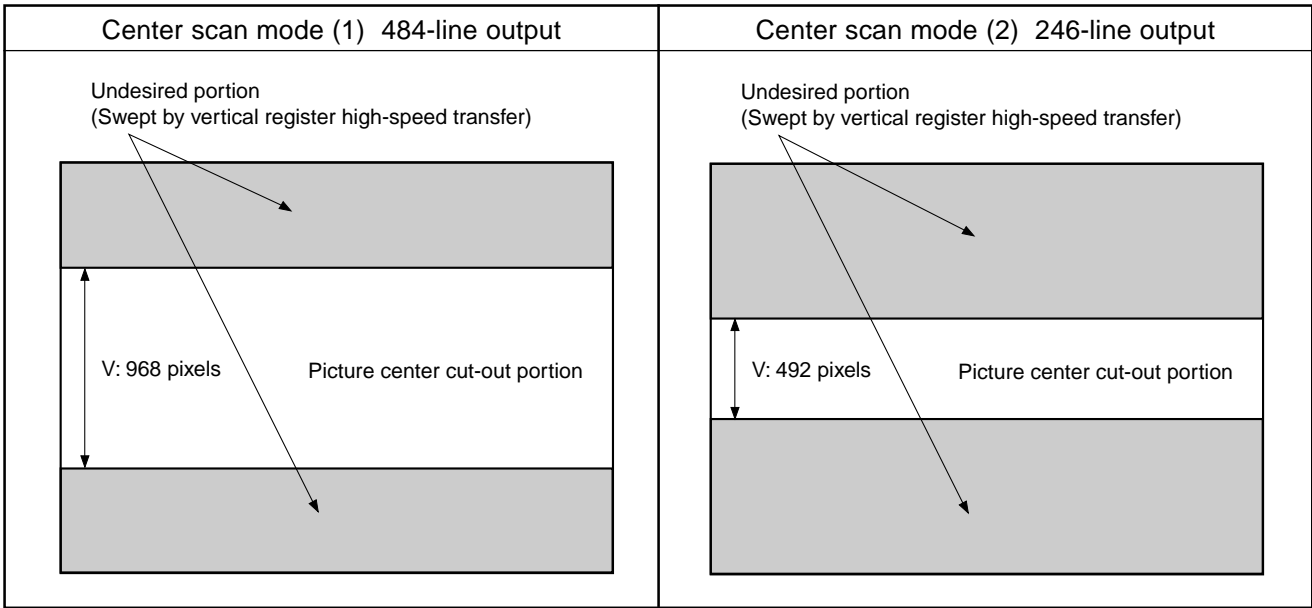 Center scan mode (1)  484-line output
Undesired portion
(Swept by vertical register high-speed transfer)
V: 968 pixels
Picture center cut-out portion
Center scan mode (2)  246-line output
Undesired portion
(Swept by vertical register high-speed transfer)
V: 492 pixels
Picture center cut-out portion